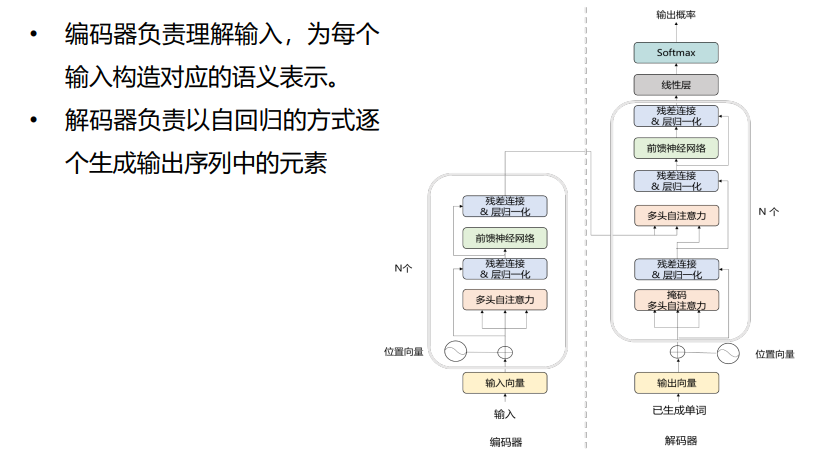 • 编码器负责理解输入，为每个
输入构造对应的语义表示。
• 解码器负责以自回归的方式逐
个生成输出序列中的元素
残差连接
& 层归一化
前馈神经网络
残差连接
& 层归一化
N个
多头自注意力
位置向量
输入向量
输入
编码器
输出概率
Softmax
线性层
残差连接
& 层归一化
前馈神经网络
残差连接
& 层归一化
多头自注意力
N 个
残差连接
& 层归一化
掩码
多头自注意力
位置向量
输出向量
已生成单词
解码器